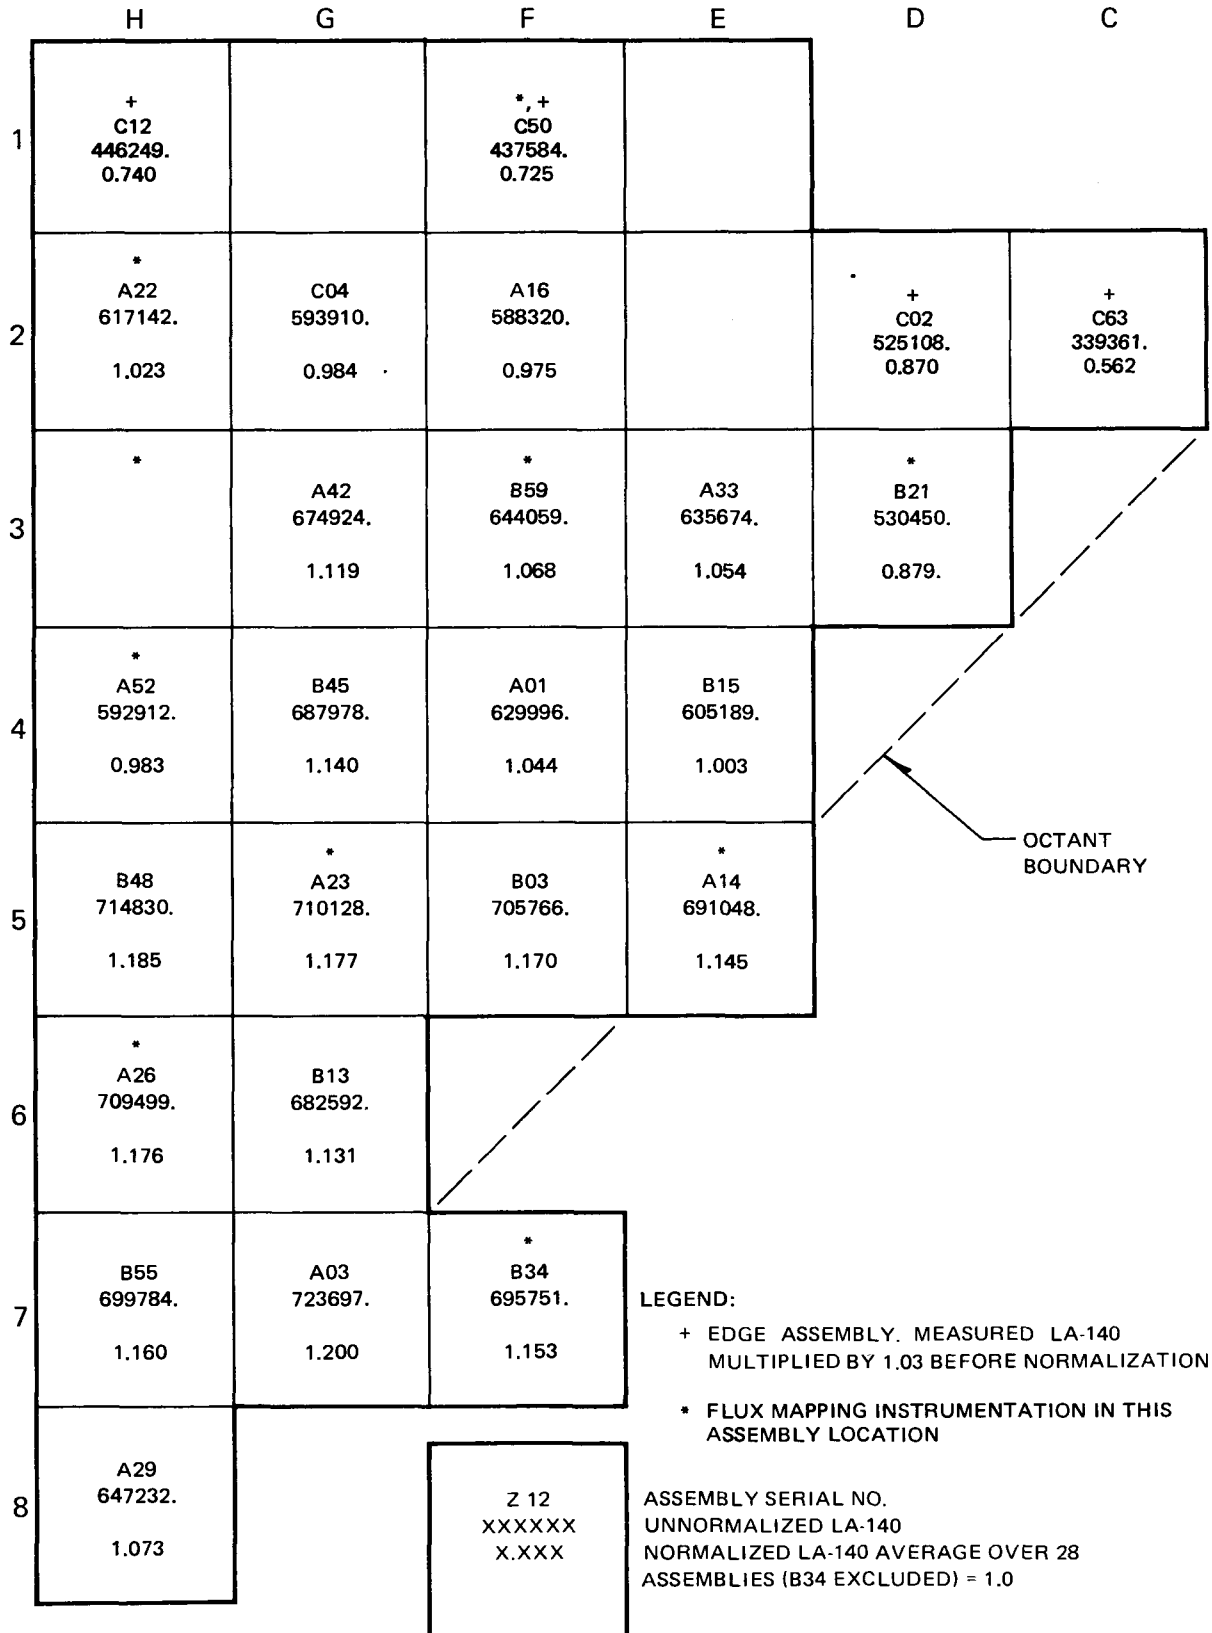 H G F E D C
1
+
C12
446249.
0.740
*, +
C50
437584.
0.725
2
*
A22
617142.
1.023
C04
593910.
0.984
A16
588320.
0.975
+
C02
525108.
0.870
+
C63
339361.
0.562
3
*
A42
674924.
1.119
*
B59
644059.
1.068
A33
635674.
1.054
*
B21
530450.
0.879.
4
*
A52
592912.
0.983
B45
687978.
1.140
A01
629996.
1.044
B15
605189.
1.003
OCTANT
BOUNDARY
5
B48
714830.
1.185
*
A23
710128.
1.177
B03
705766.
1.170
*
A14
691048.
1.145
6
*
A26
709499.
1.176
B13
682592.
1.131
7
B55
699784.
1.160
A03
723697.
1.200
*
B34
695751.
1.153
LEGEND:
+ EDGE ASSEMBLY. MEASURED LA-140
MULTIPLIED BY 1.03 BEFORE NORMALIZATION
* FLUX MAPPING INSTRUMENTATION IN THIS
ASSEMBLY LOCATION
8
A29
647232.
1.073
Z 12
XXXXXX
X.XXX
ASSEMBLY SERIAL NO.
UNNORMALIZED LA-140
NORMALIZED LA-140 AVERAGE OVER 28
ASSEMBLIES (B34 EXCLUDED) = 1.0